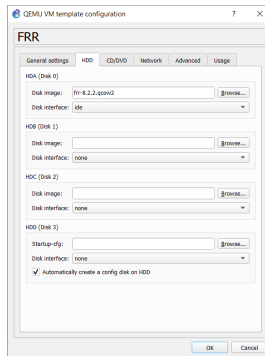 QEMU VM template configuration ? ×
FRR
General settings HDD CD/DVD Network Advanced Usage
HDA (Disk 0)
Disk image: frr-8.2.2.qcow2 Browse...
Disk interface: ide
HDB (Disk 1)
Disk image: Browse...
Disk interface: none
HDC (Disk 2)
Disk image: Browse...
Disk interface: none
HDD (Disk 3)
Startup-cfg: Browse...
Disk interface: none
Automatically create a config disk on HDD
OK Cancel